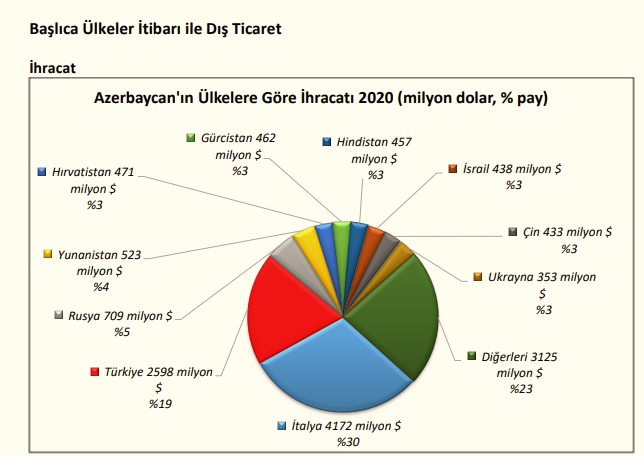 Başlıca Ülkeler İtibarı ile Dış Ticaret
İhracat
Azerbaycan'ın Ülkelere Göre İhracatı 2020 (milyon dolar, % pay)
Gürcistan 462
milyon $
%3
Hindistan 457
milyon $
%3
Hırvatistan 471
milyon $
%3
İsrail 438 milyon $
%3
Çin 433 milyon $
%3
Yunanistan 523
milyon $
%4
Ukrayna 353 milyon
$
%3
Rusya 709 milyon $
%5
Diğerleri 3125
milyon $
%23
Türkiye 2598 milyon
$
%19
İtalya 4172 milyon $
%30